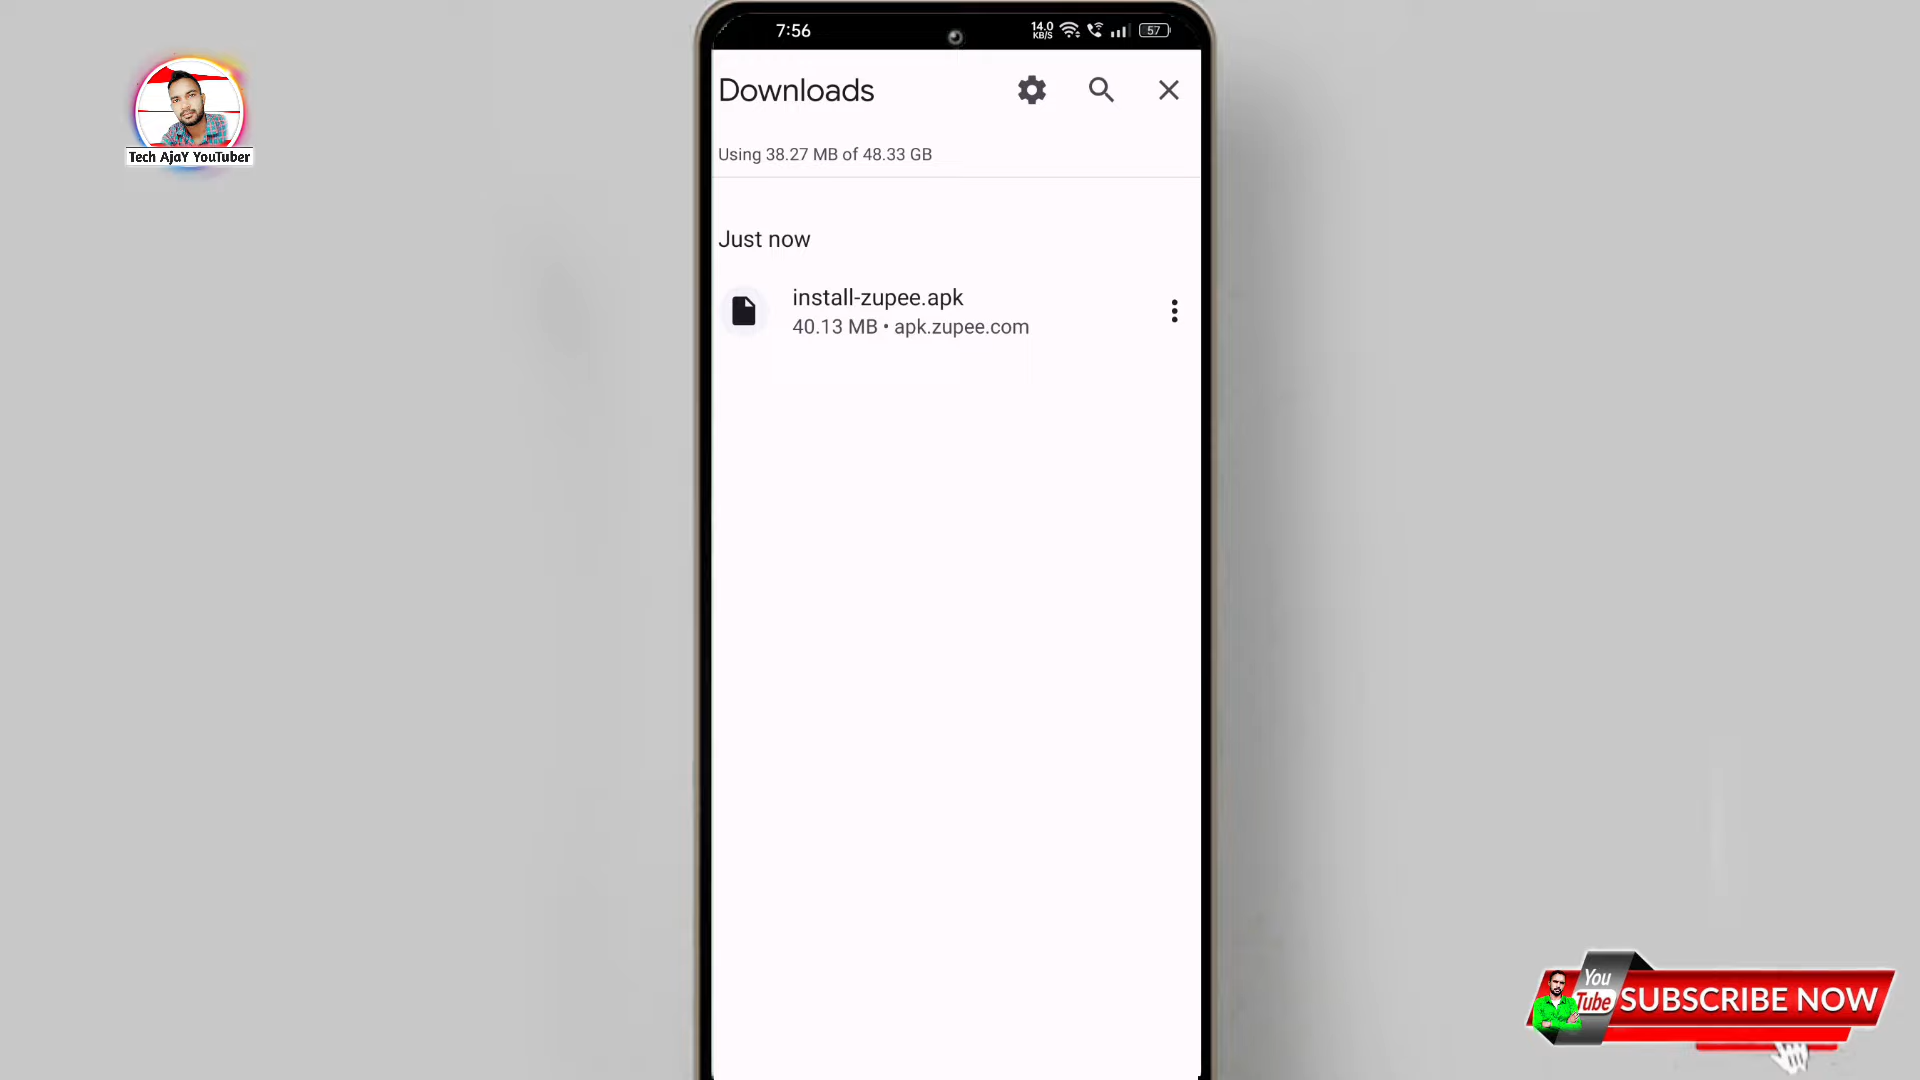 7:56
14.0
KB/S
57
Downloads
Using 38.27 MB of 48.33 GB
Just now
install-zupee.apk
40.13 MB • apk.zupee.com
Tech AjaY YouTuber
You
Tube
SUBSCRIBE NOW